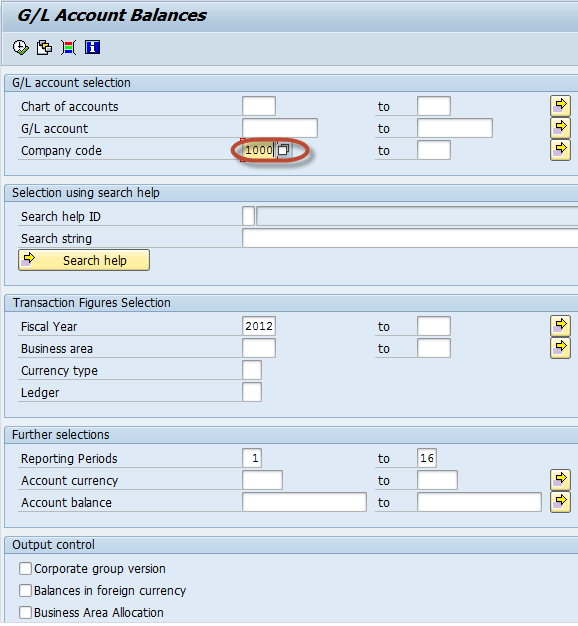 G/L Account Balances
G/L account selection
Chart of accounts to
G/L account to
Company code 1000 to
Selection using search help
Search help ID
Search string
Search help
Transaction Figures Selection
Fiscal Year 2012 to
Business area to
Currency type
Ledger
Further selections
Reporting Periods 1 to 16
Account currency to
Account balance to
Output control
Corporate group version
Balances in foreign currency
Business Area Allocation